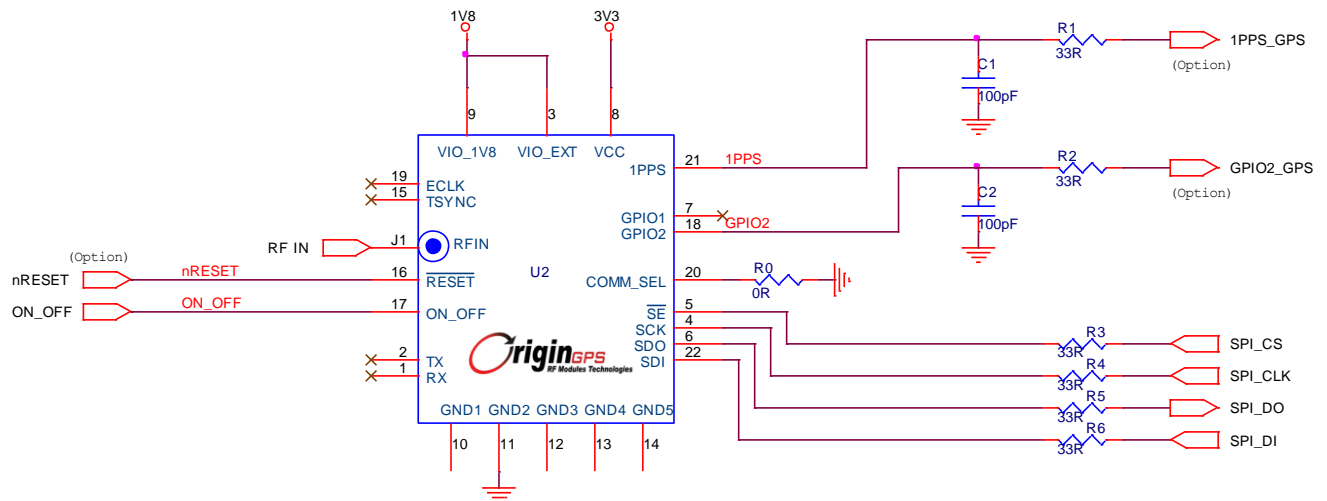 1V8
3V3
R1
33R
1PPS_GPS
(Option)
C1
100pF
9
3
8
VIO_1V8
VIO_EXT
VCC
1PPS
21
1PPS
R2
33R
GPIO2_GPS
(Option)
C2
100pF
19
ECLK
15
TSYNC
GPIO1
7
GPIO2
18
GPIO2
RF IN
J1
RFIN
(Option)
nRESET
nRESET
16
RESET
U2
COMM_SEL
20
R0
0R
ON_OFF
ON_OFF
17
ON_OFF
SE
5
SCK
4
SDO
6
SDI
22
R3
33R
SPI_CS
R4
33R
SPI_CLK
R5
33R
SPI_DO
R6
33R
SPI_DI
2
TX
1
RX
OriginGPS
RF Modules Technologies
GND1
GND2
GND3
GND4
GND5
10
11
12
13
14